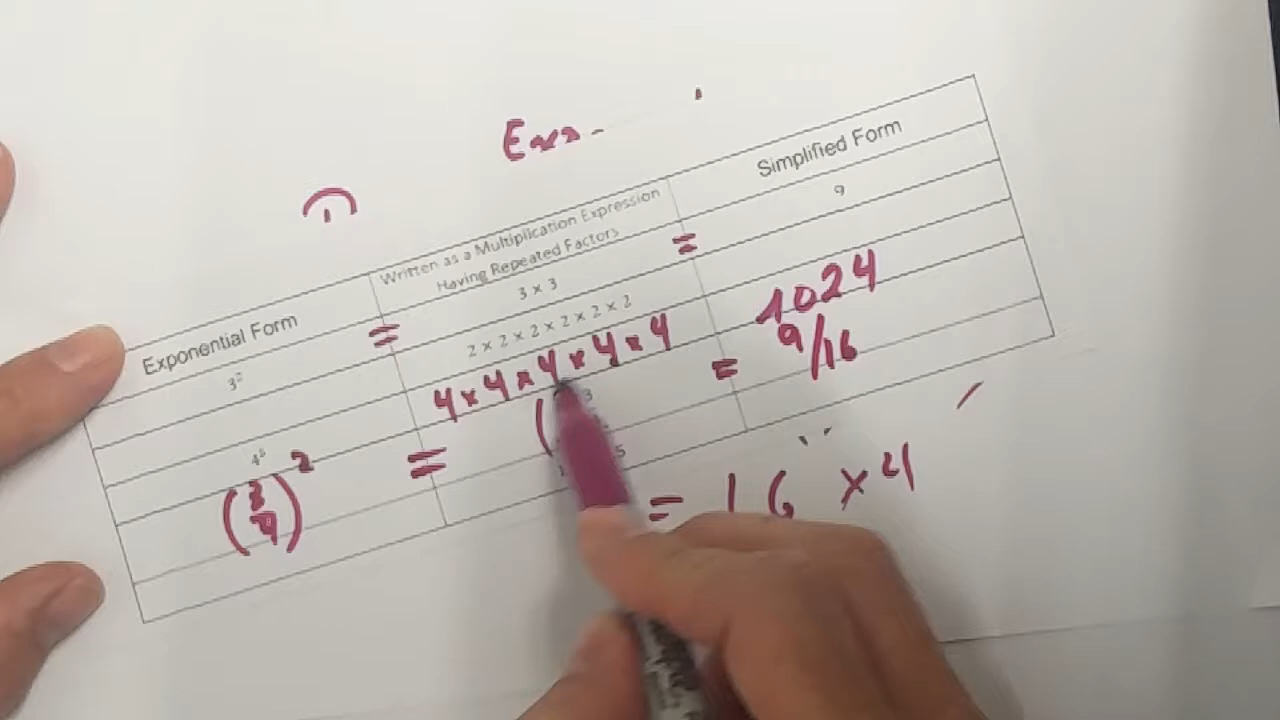 Exponential Form
Written as a Multiplication Expression
Having Repeated Factors
Simplified Form
3²
=
3 × 3
=
9
2 × 2 × 2 × 2 × 2
4⁵
4 × 4 × 4 × 4 × 4
1024
(3/4)²
=
=
9/16
= 16 × 4